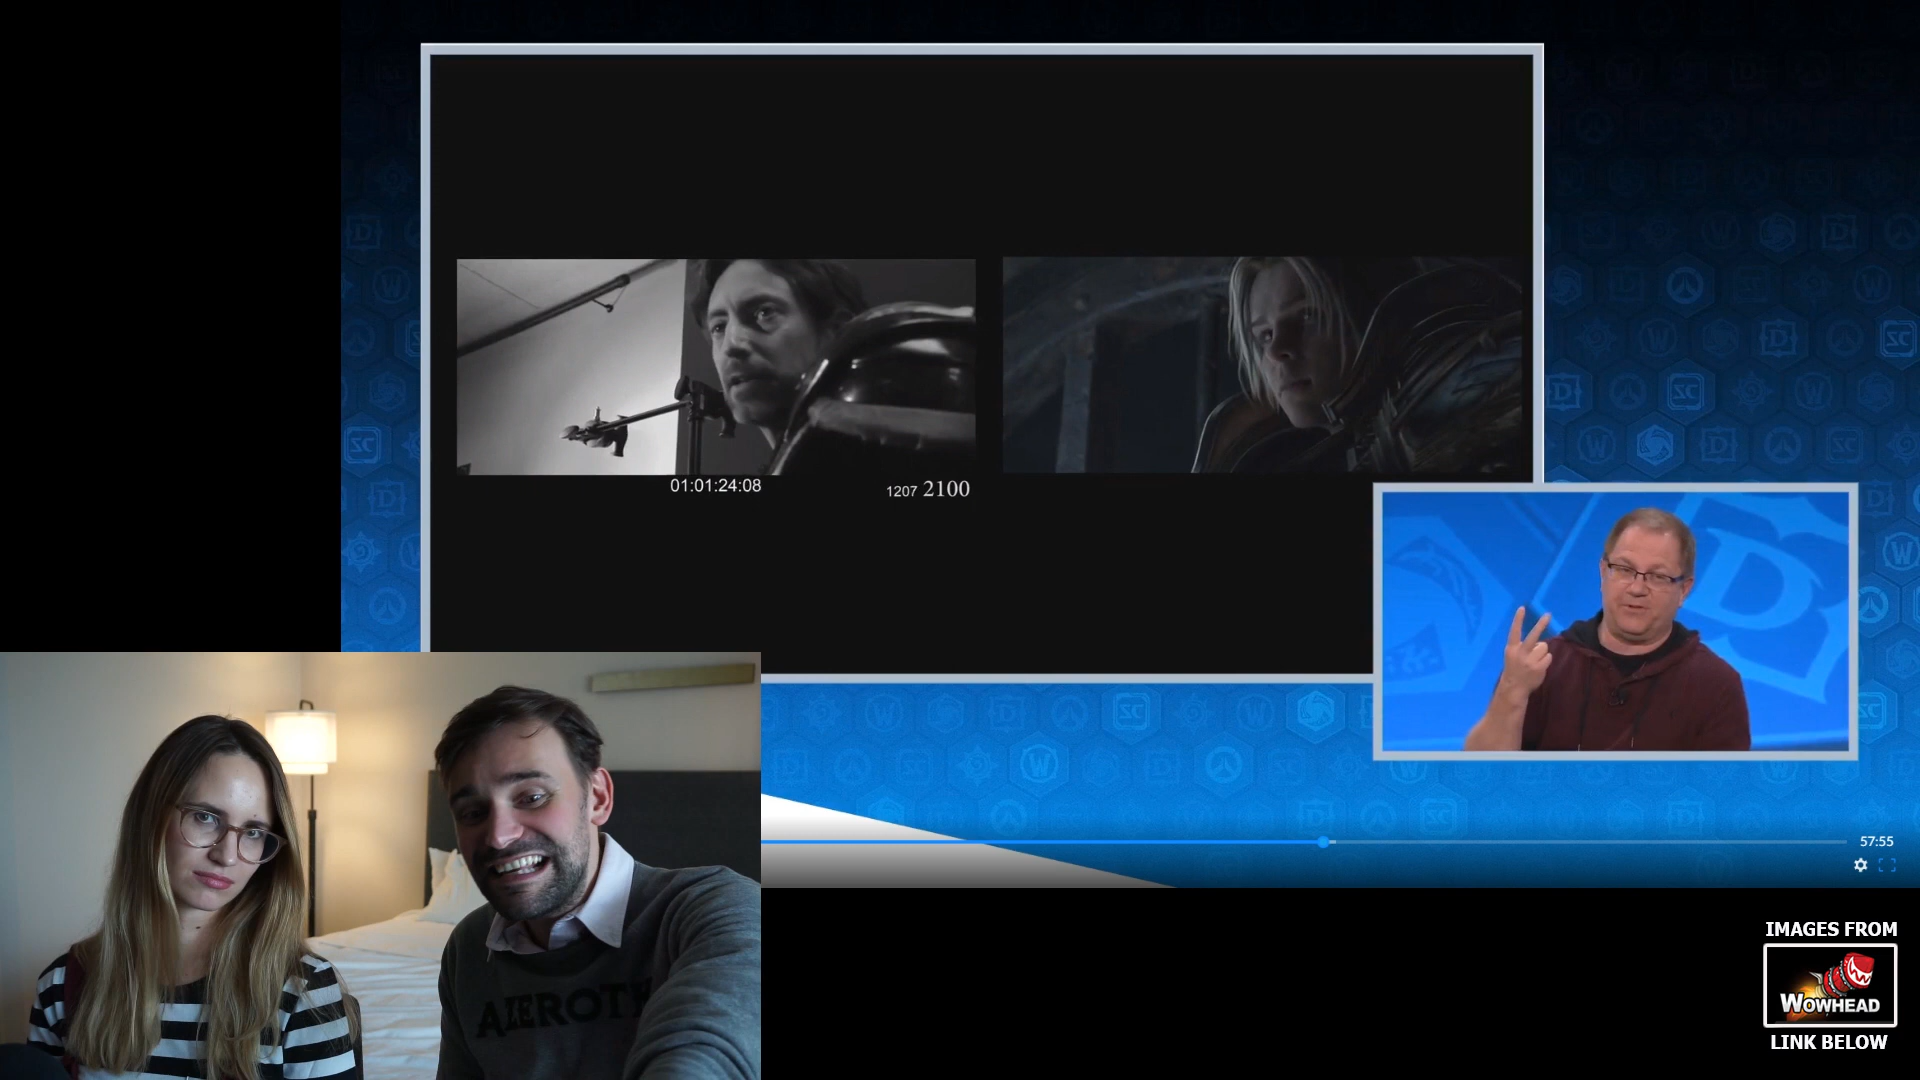 01:01:24:08
1207 2100
57:55
AZEROTH
IMAGES FROM
WOWHEAD
LINK BELOW